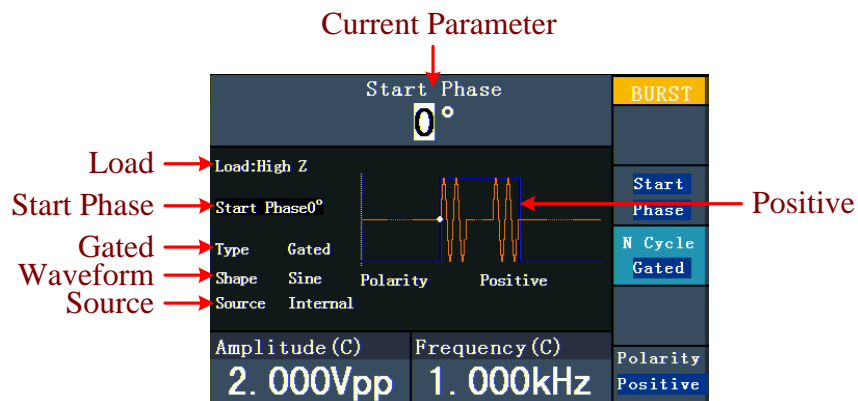 Current Parameter
Start Phase
0°
BURST
Load
Load:High Z
Start
Phase
Start Phase
Start Phase0°
Positive
Gated
Type Gated
N Cycle
Gated
Waveform
Shape Sine
Polarity Positive
Source
Source Internal
Amplitude(C)
2.000Vpp
Frequency(C)
1.000kHz
Polarity
Positive